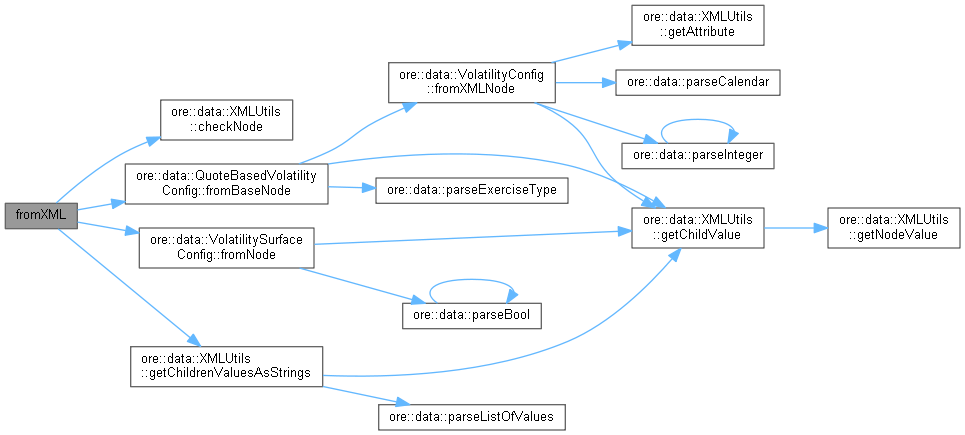 fromXML
ore::data::XMLUtils
::checkNode
ore::data::QuoteBasedVolatility
Config::fromBaseNode
ore::data::VolatilitySurface
Config::fromNode
ore::data::XMLUtils
::getChildrenValuesAsStrings
ore::data::VolatilityConfig
::fromXMLNode
ore::data::parseExerciseType
ore::data::parseBool
ore::data::parseListOfValues
ore::data::XMLUtils
::getAttribute
ore::data::parseCalendar
ore::data::parseInteger
ore::data::XMLUtils
::getChildValue
ore::data::XMLUtils
::getNodeValue